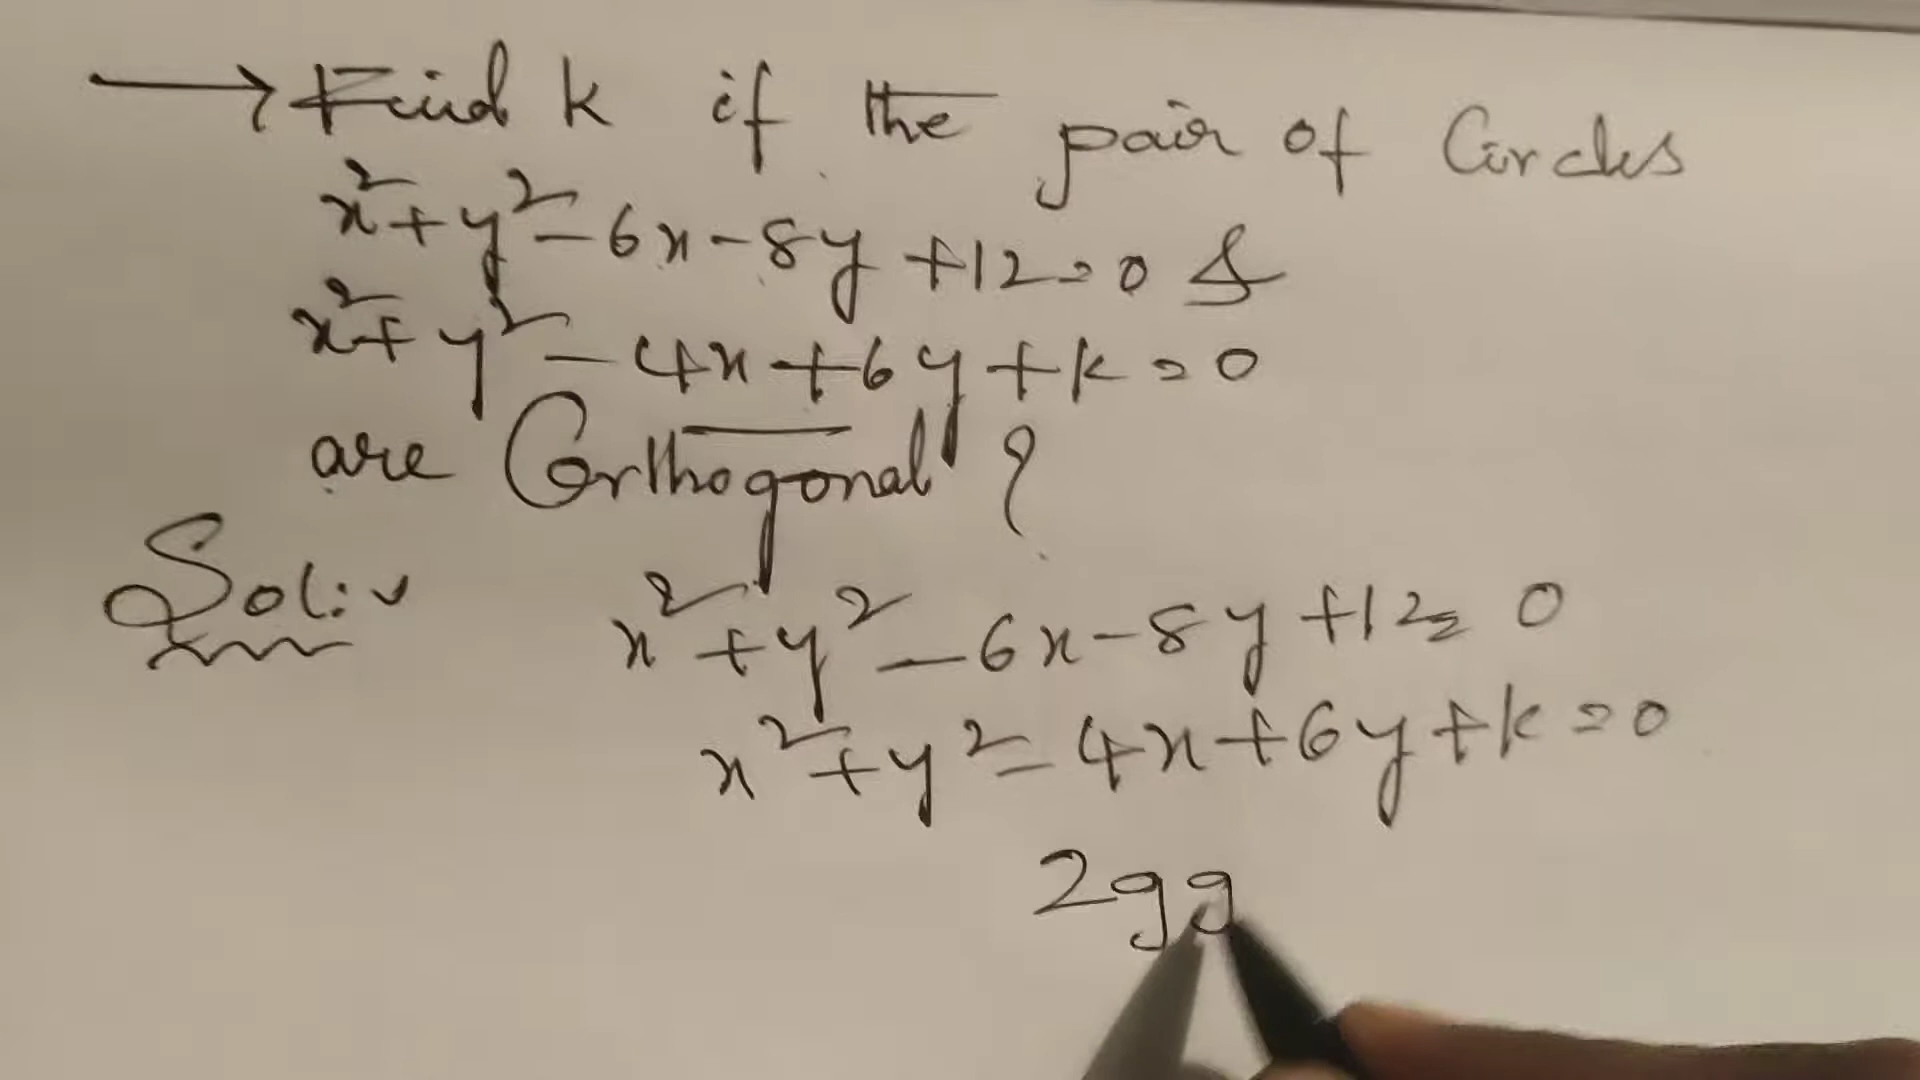 → Find k if the pair of Circles
x²+y²-6x-8y+12=0 &
x²+y²-4x+6y+k=0
are Orthogonal ?
Sol:
x²+y²-6x-8y+12=0
x²+y²-4x+6y+k=0
2gg